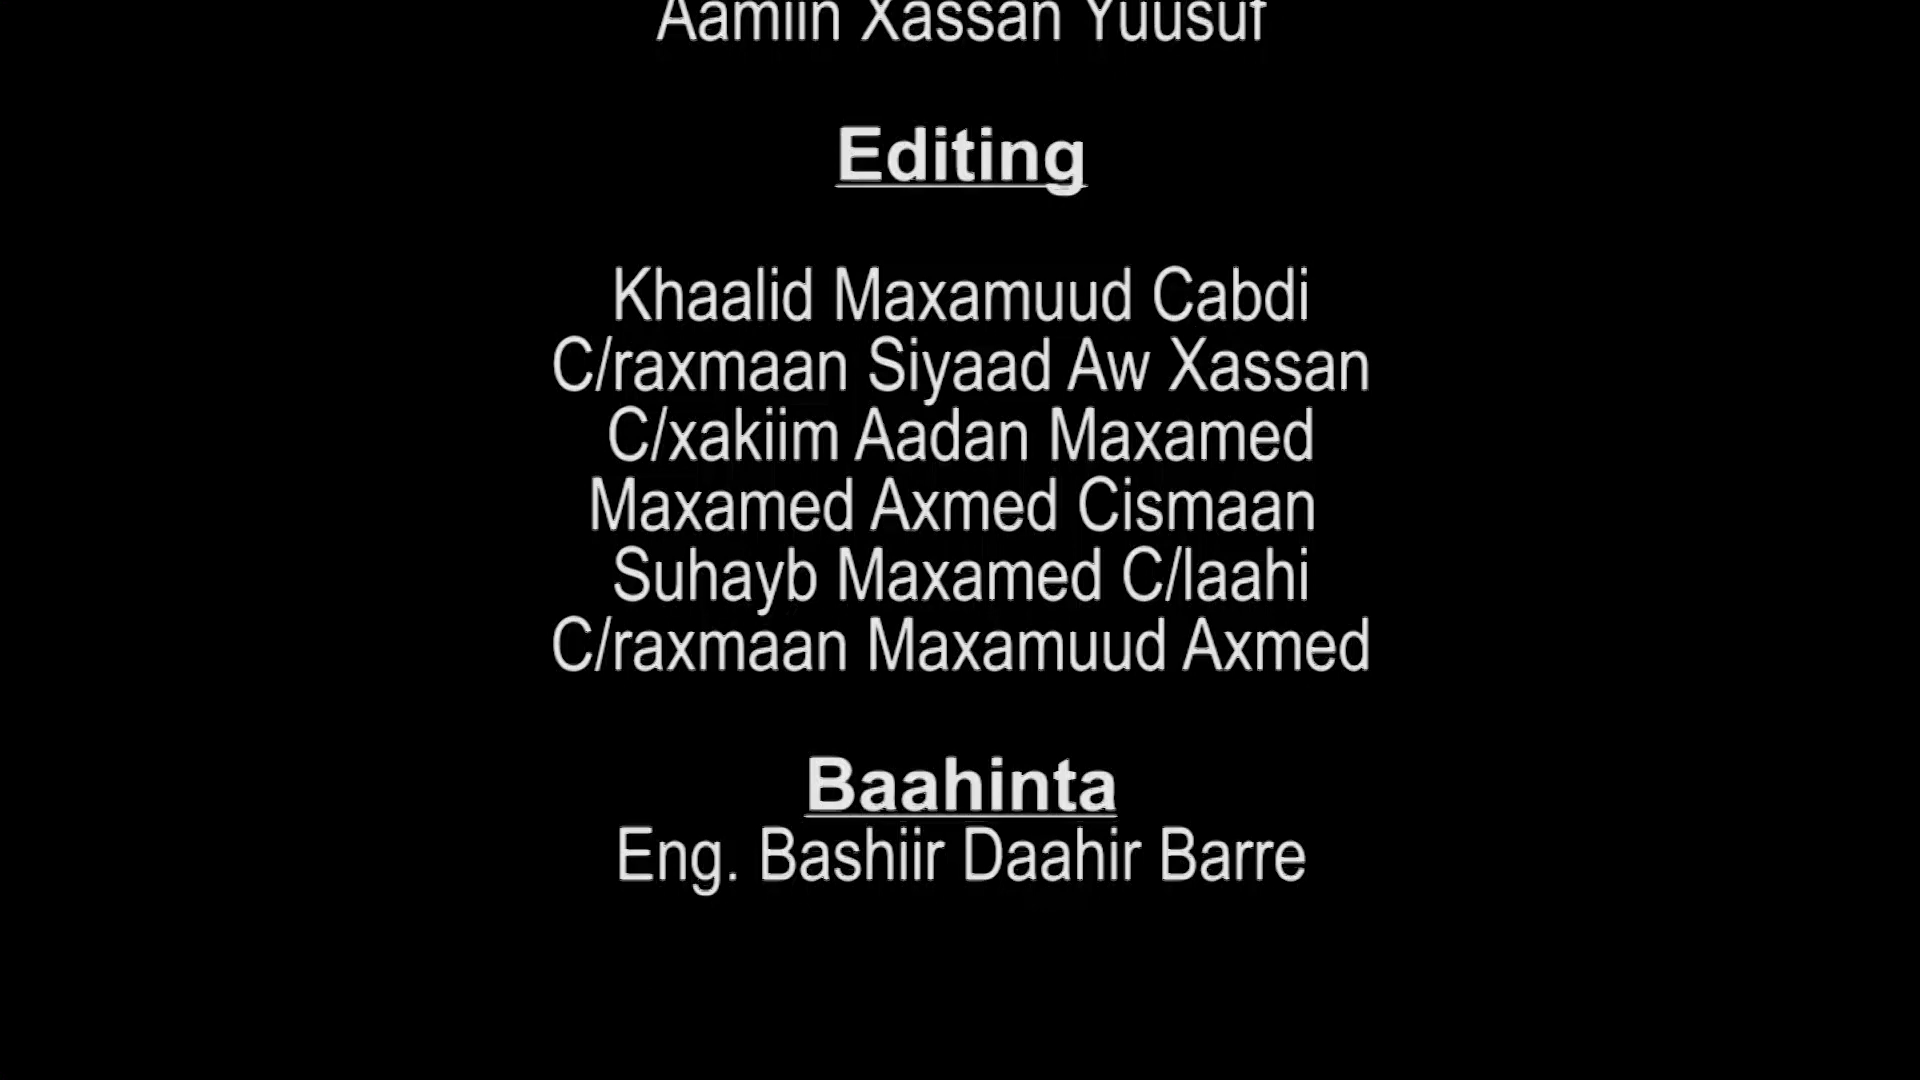 Aamiin Xassan Yuusuf
Editing
Khaalid Maxamuud Cabdi
C/raxmaan Siyaad Aw Xassan
C/xakiim Aadan Maxamed
Maxamed Axmed Cismaan
Suhayb Maxamed C/laahi
C/raxmaan Maxamuud Axmed
Baahinta
Eng. Bashiir Daahir Barre